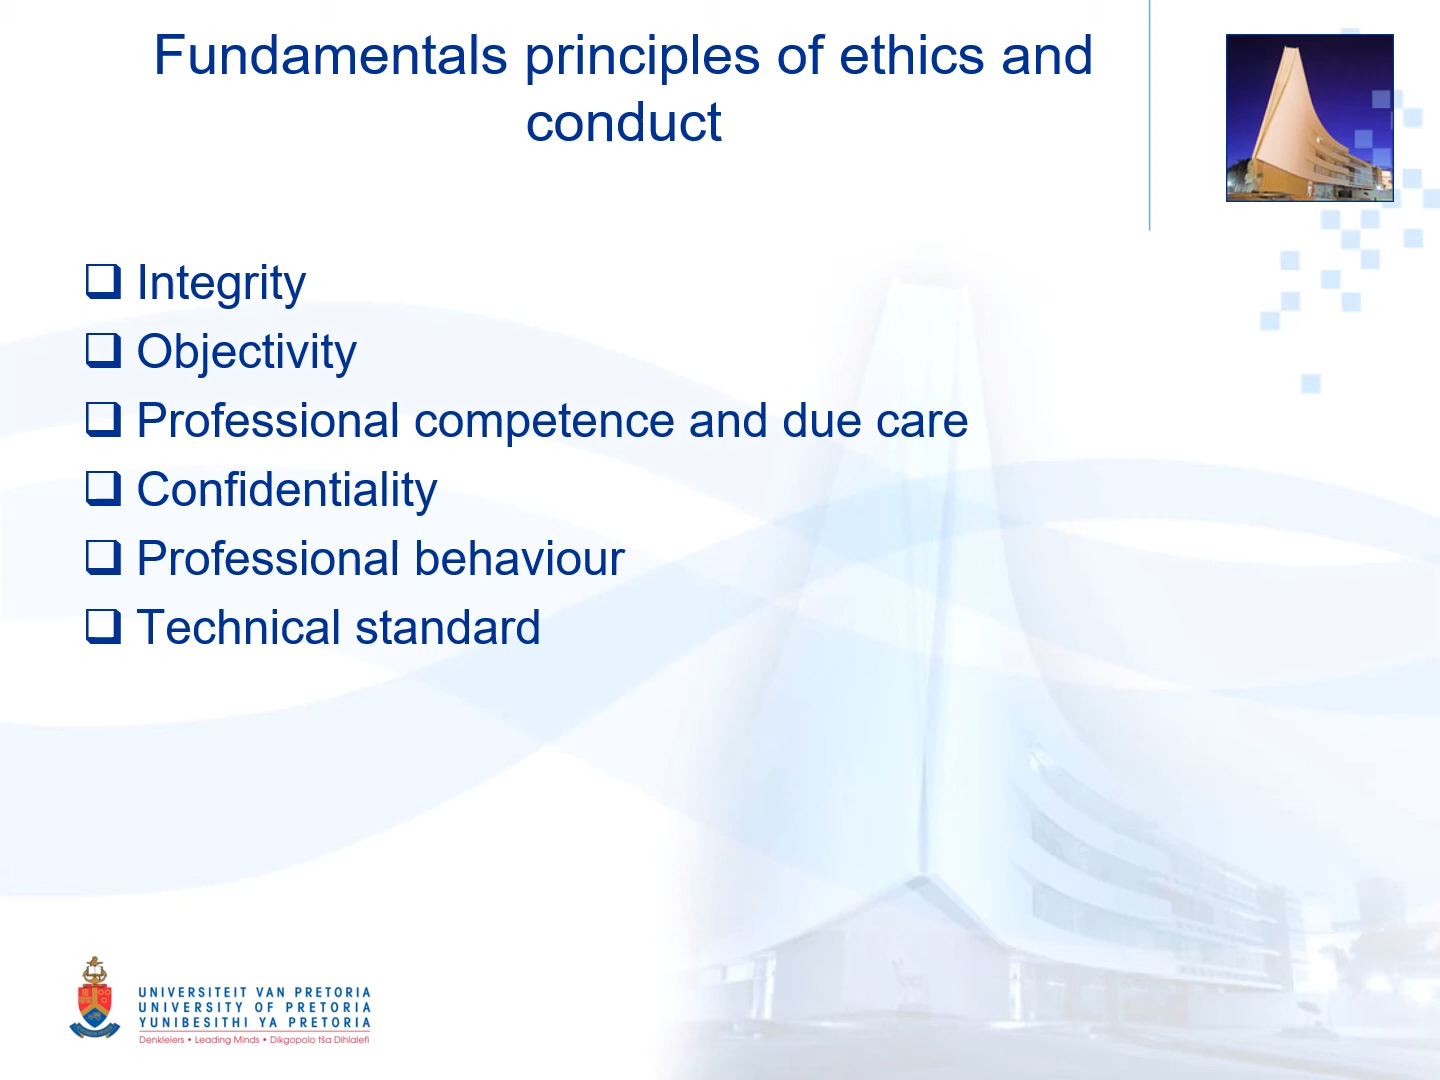 Fundamentals principles of ethics and
conduct
❑ Integrity
❑ Objectivity
❑ Professional competence and due care
❑ Confidentiality
❑ Professional behaviour
❑ Technical standard
UNIVERSITEIT VAN PRETORIA
UNIVERSITY OF PRETORIA
YUNIBESITHI YA PRETORIA
Denkleiers • Leading Minds • Dikgopolo tša Dihlalefi